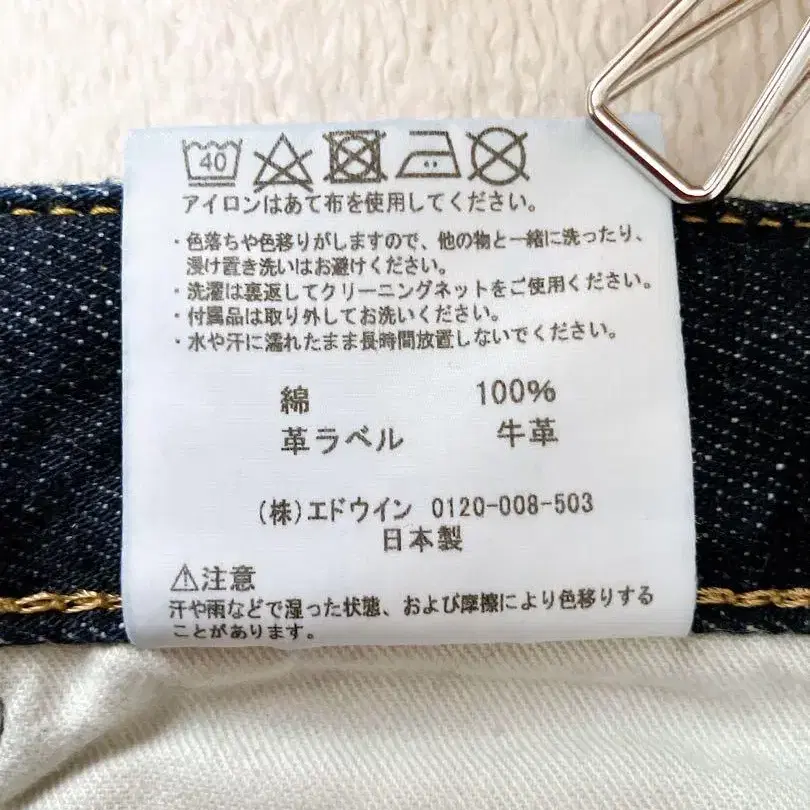 40
アイロンはあて布を使用してください。
・色落ちや色移りがしますので、他の物と一緒に洗ったり、
浸け置き洗いはお避けください。
・洗濯は裏返してクリーニングネットをご使用ください。
・付属品は取り外してお洗いください。
・水や汗に濡れたまま長時間放置しないでください。
綿 100%
革ラベル 牛革
(株)エドウイン 0120-008-503
日本製
⚠注意
汗や雨などで湿った状態、および摩擦により色移りする
ことがあります。